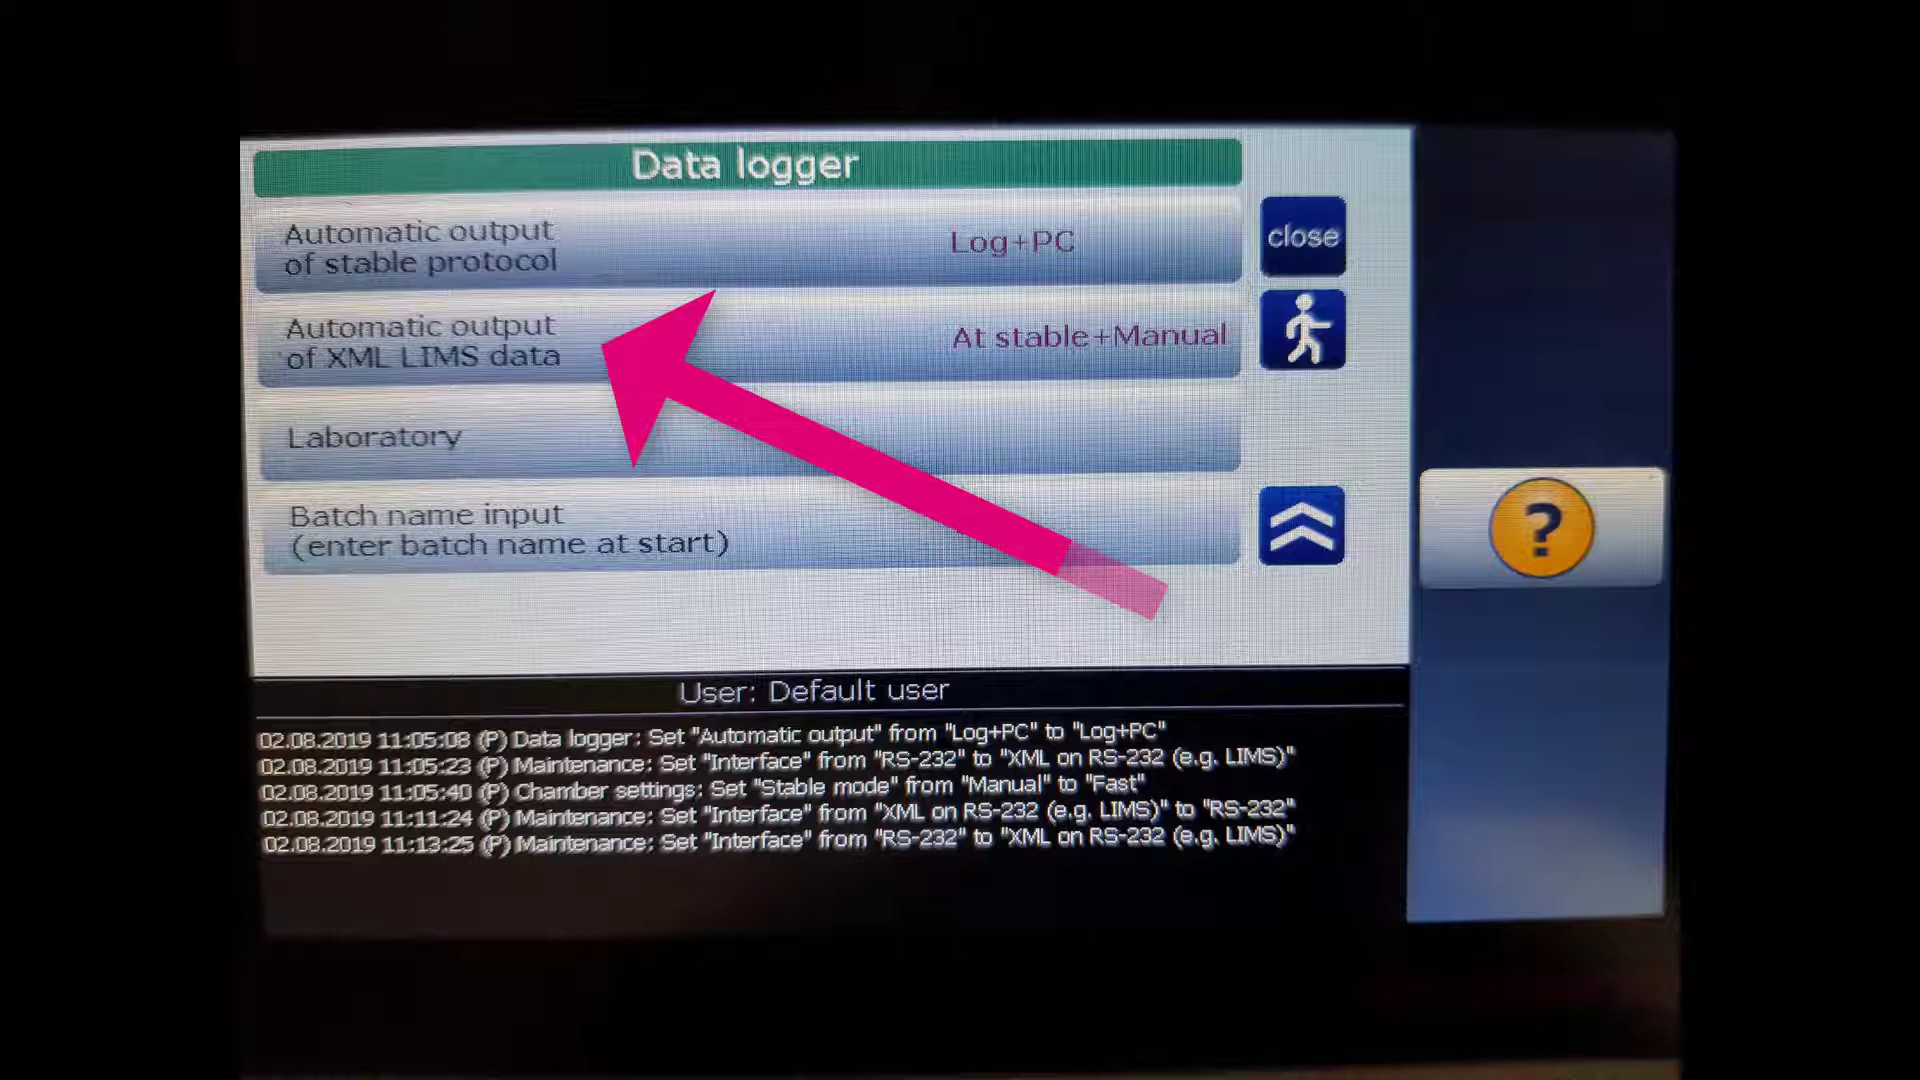 Data logger
Automatic output
of stable protocol
Log+PC
close
Automatic output
of XML LIMS data
At stable+Manual
Laboratory
Batch name input
(enter batch name at start)
?
User: Default user
02.08.2019 11:05:08 (P) Data logger: Set "Automatic output" from "Log+PC" to "Log+PC"
02.08.2019 11:05:23 (P) Maintenance: Set "Interface" from "RS-232" to "XML on RS-232 (e.g. LIMS)"
02.08.2019 11:05:40 (P) Chamber settings: Set "Stable mode" from "Manual" to "Fast"
02.08.2019 11:11:24 (P) Maintenance: Set "Interface" from "XML on RS-232 (e.g. LIMS)" to "RS-232"
02.08.2019 11:13:25 (P) Maintenance: Set "Interface" from "RS-232" to "XML on RS-232 (e.g. LIMS)"